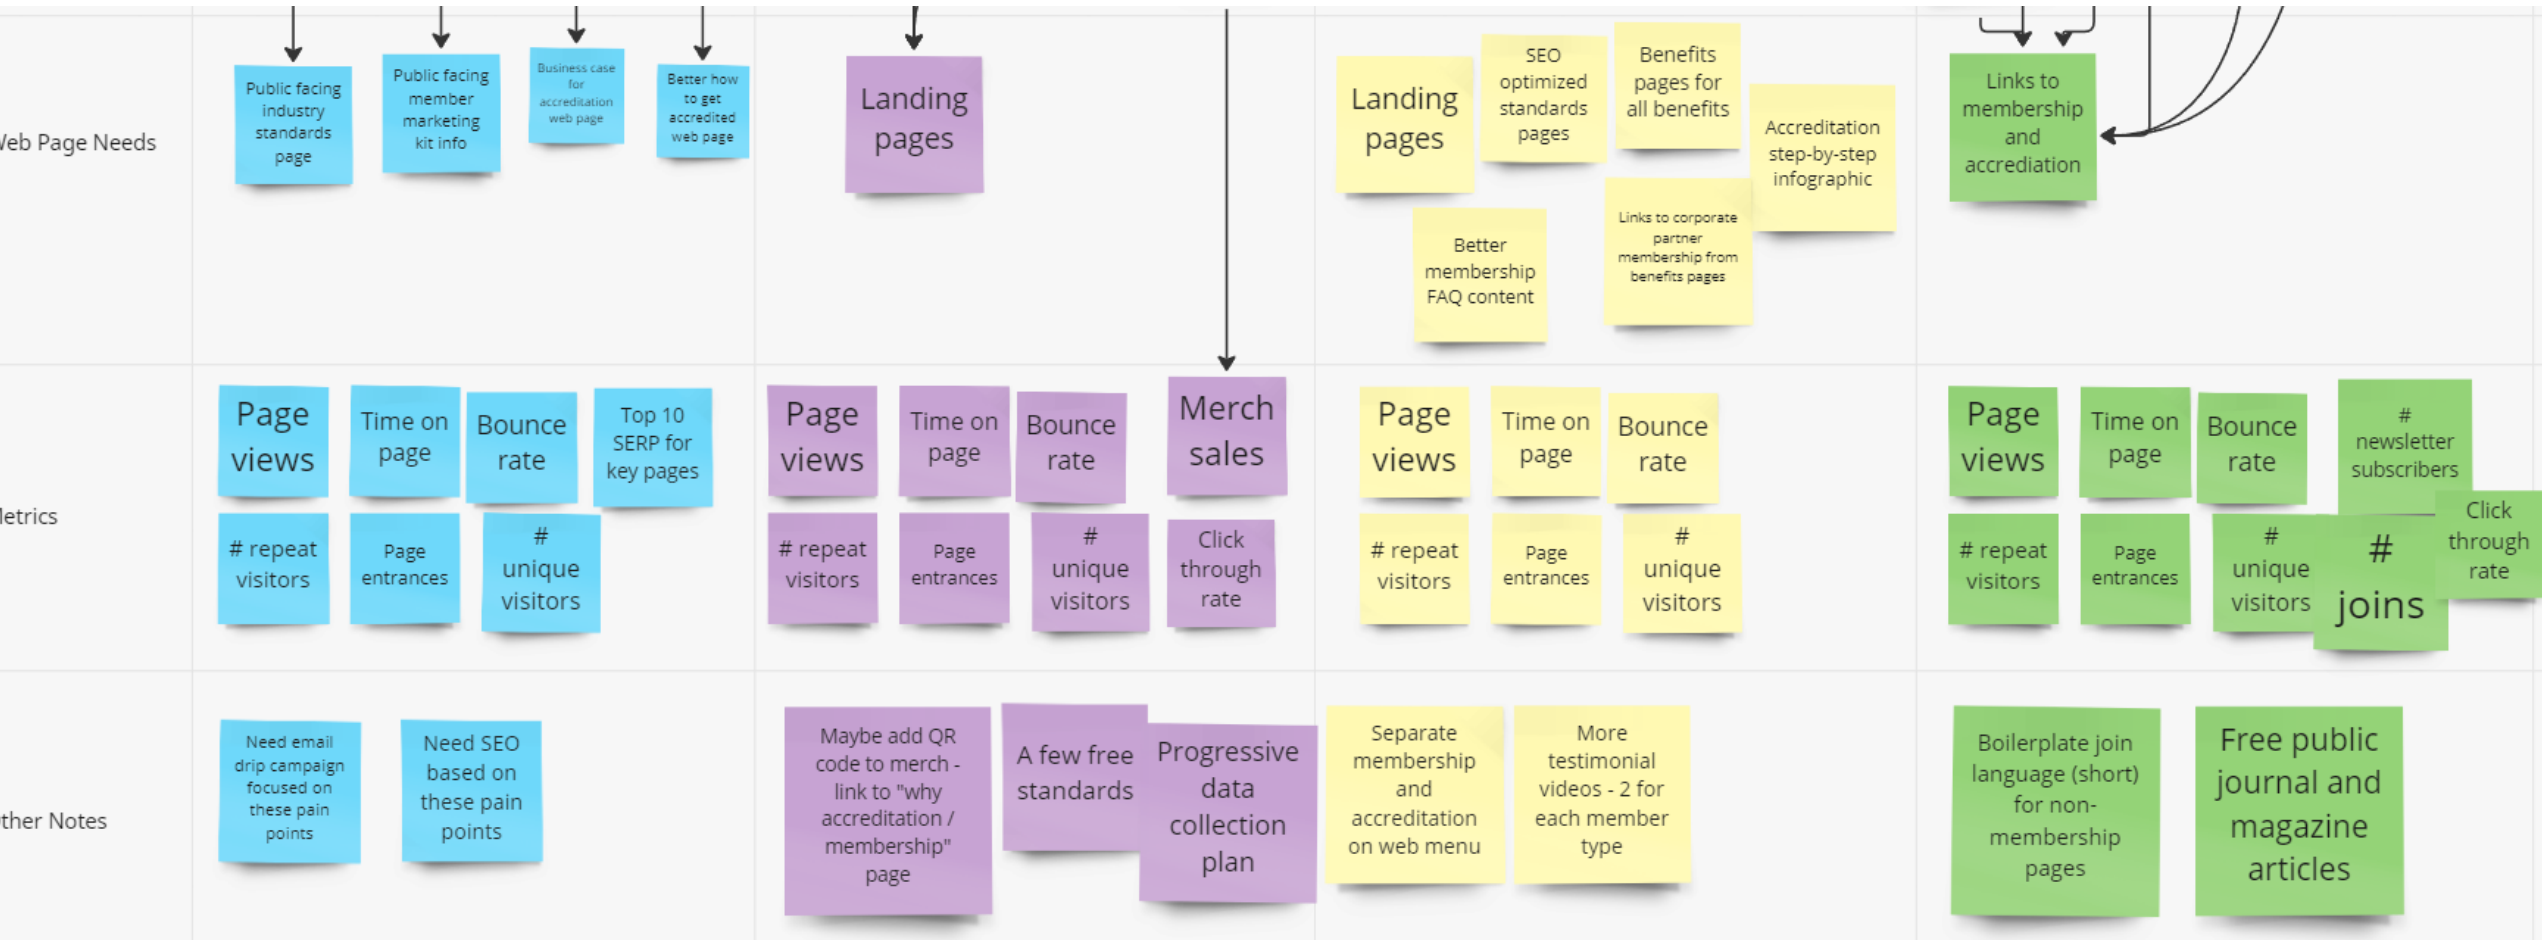 Web Page Needs
Public facing
industry
standards
page
Public facing
member
marketing
kit info
Business case
for
accreditation
web page
Better how
to get
accredited
web page
Landing
pages
Landing
pages
SEO
optimized
standards
pages
Benefits
pages for
all benefits
Accreditation
step-by-step
infographic
Better
membership
FAQ content
Links to corporate
partner
membership from
benefits pages
Links to
membership
and
accrediation
etrics
Page
views
Time on
page
Bounce
rate
Top 10
SERP for
key pages
# repeat
visitors
Page
entrances
#
unique
visitors
Page
views
Time on
page
Bounce
rate
Merch
sales
# repeat
visitors
Page
entrances
#
unique
visitors
Click
through
rate
Page
views
Time on
page
Bounce
rate
# repeat
visitors
Page
entrances
#
unique
visitors
Page
views
Time on
page
Bounce
rate
#
newsletter
subscribers
# repeat
visitors
Page
entrances
#
unique
visitors
#
joins
Click
through
rate
ther Notes
Need email
drip campaign
focused on
these pain
points
Need SEO
based on
these pain
points
Maybe add QR
code to merch -
link to "why
accreditation /
membership"
page
A few free
standards
Progressive
data
collection
plan
Separate
membership
and
accreditation
on web menu
More
testimonial
videos - 2 for
each member
type
Boilerplate join
language (short)
for non-
membership
pages
Free public
journal and
magazine
articles